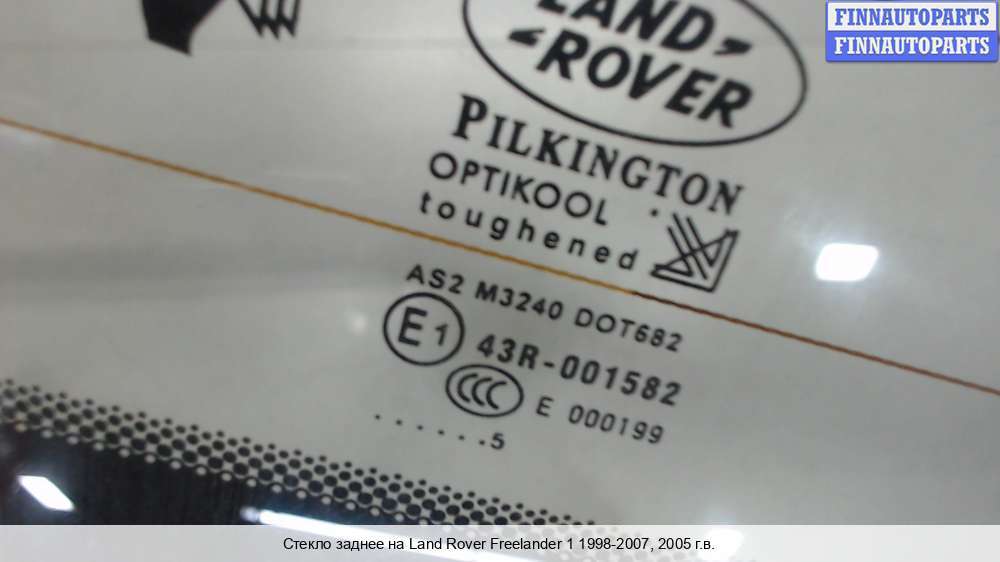 FINNAUTOPARTS
FINNAUTOPARTS
LAND
ROVER
PILKINGTON
OPTIKOOL
toughened
AS2 M3240 DOT682
E1 43R-001582
CCC E 000199
......5
Стекло заднее на Land Rover Freelander 1 1998-2007, 2005 г.в.